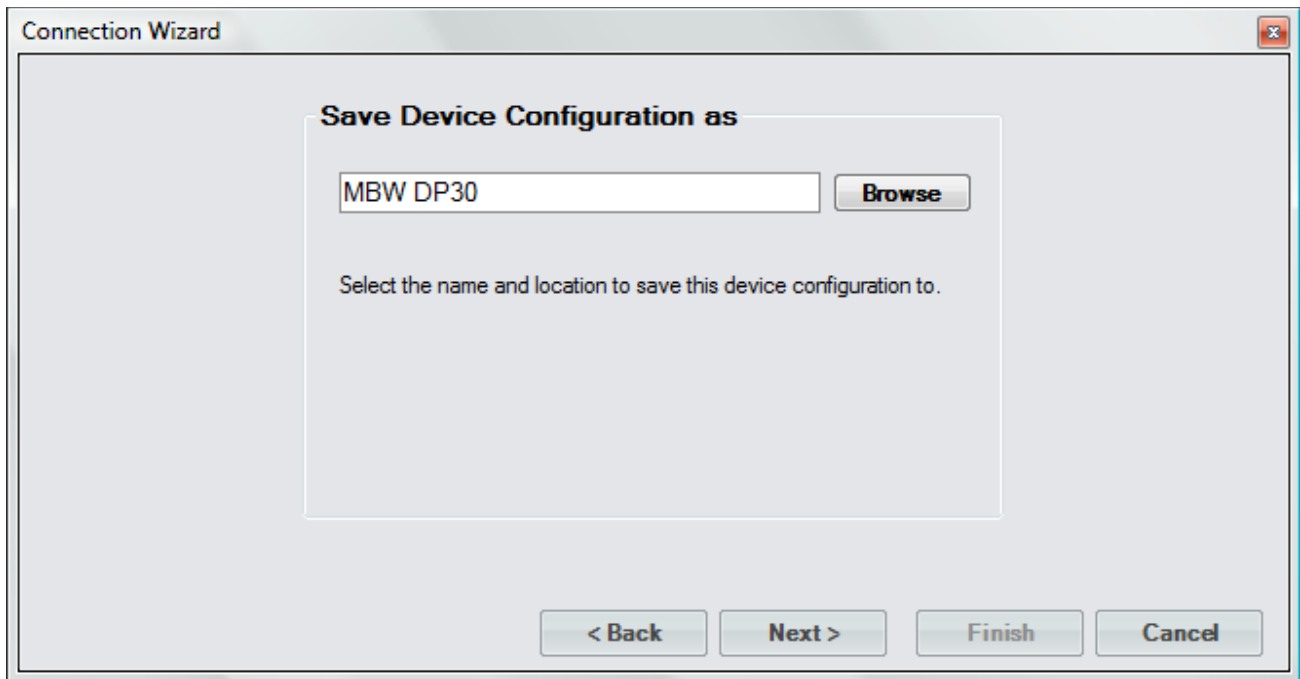 Connection Wizard
Save Device Configuration as
MBW DP30
Browse
Select the name and location to save this device configuration to.
< Back
Next >
Finish
Cancel